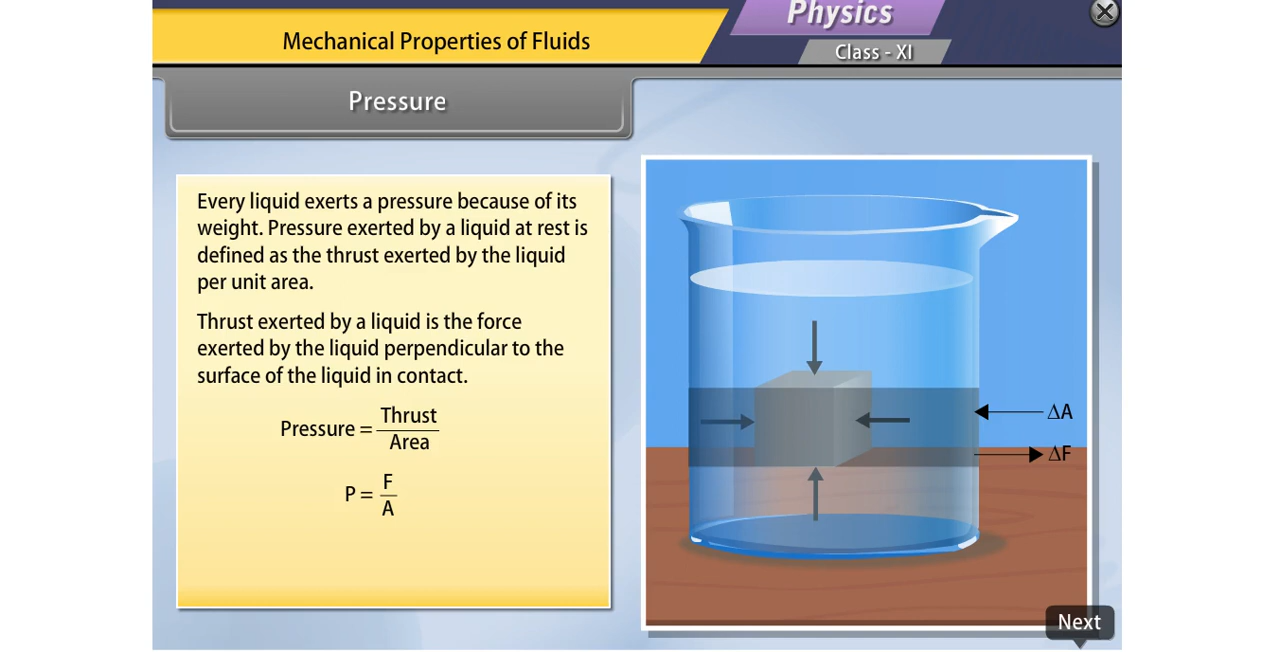 Physics
Mechanical Properties of Fluids
Class - XI
Pressure
Every liquid exerts a pressure because of its
weight. Pressure exerted by a liquid at rest is
defined as the thrust exerted by the liquid
per unit area.
Thrust exerted by a liquid is the force
exerted by the liquid perpendicular to the
surface of the liquid in contact.
Pressure = Thrust / Area
P = F / A
ΔA
ΔF
Next